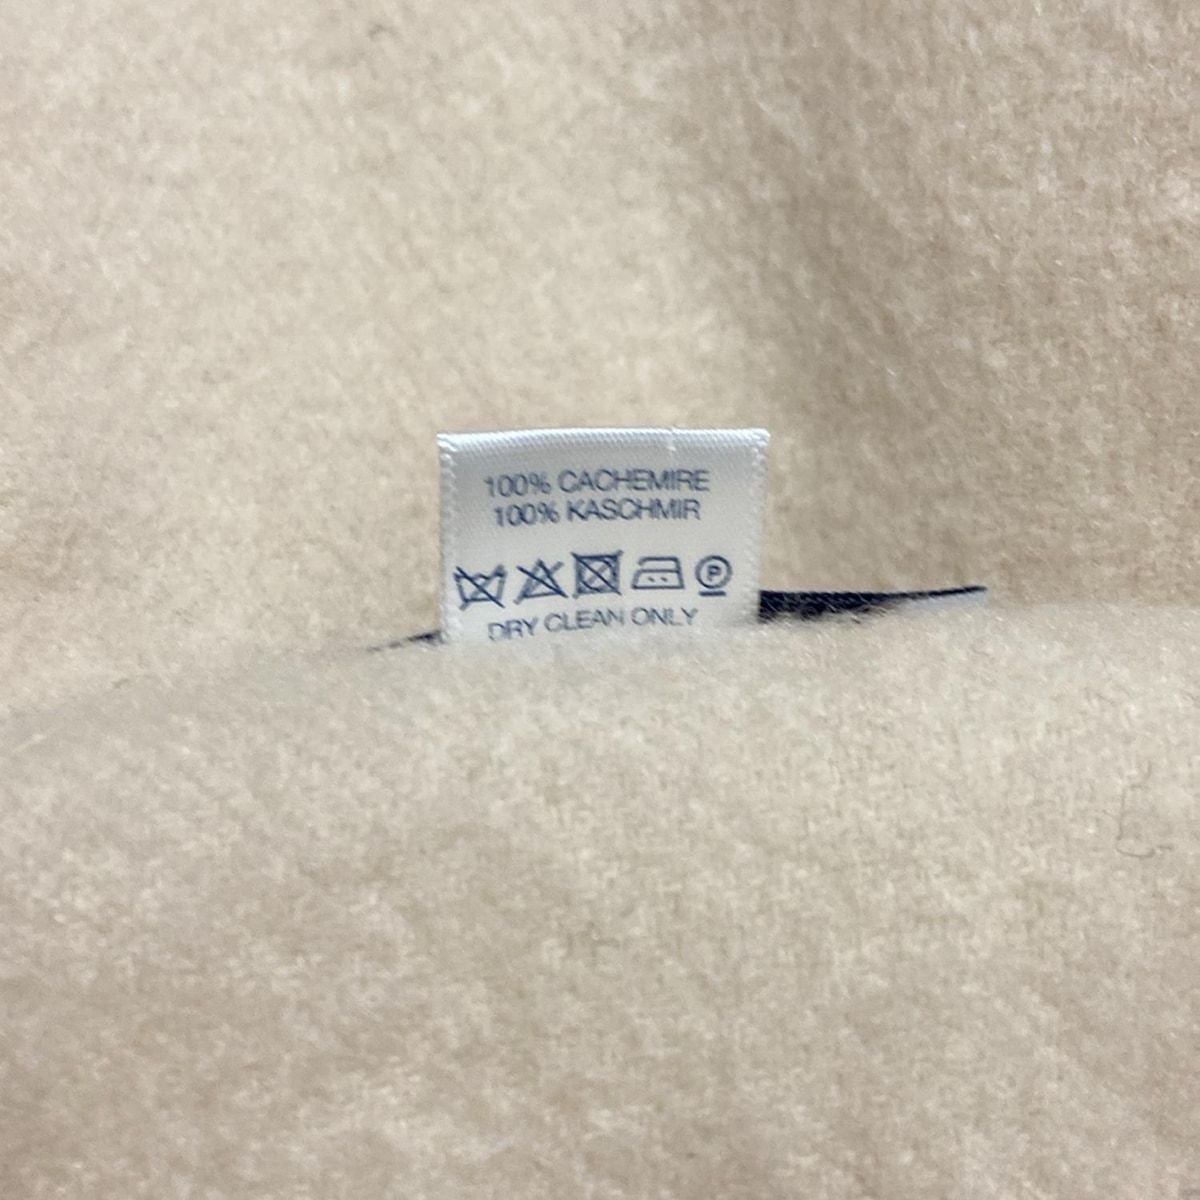 100% CACHEMIRE
100% KASCHMIR
P
DRY CLEAN ONLY